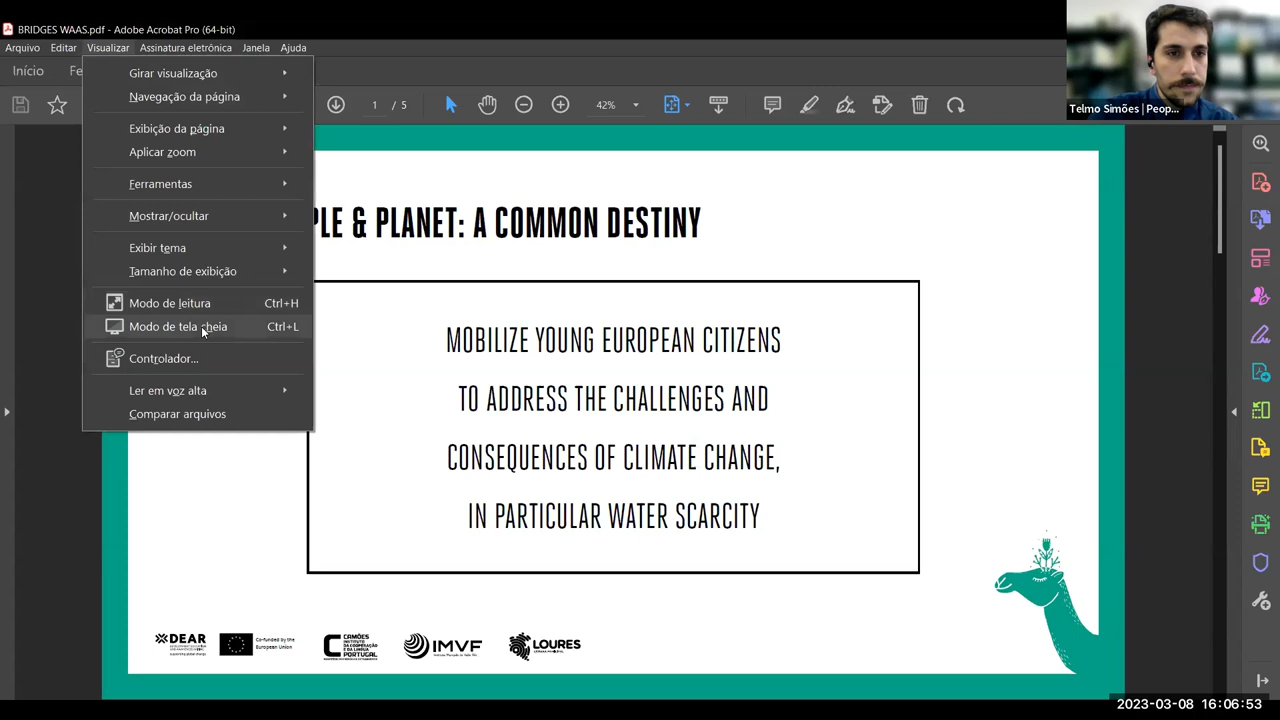 BRIDGES WAAS.pdf - Adobe Acrobat Pro (64-bit)
Arquivo Editar Visualizar Assinatura eletrônica Janela Ajuda
Início Fe
Girar visualização
Navegação da página
Exibição da página
Aplicar zoom
Ferramentas
Mostrar/ocultar
Exibir tema
Tamanho de exibição
Modo de leitura Ctrl+H
Modo de tela cheia Ctrl+L
Controlador...
Ler em voz alta
Comparar arquivos
1 / 5 42%
Telmo Simões | Peop...
PLE & PLANET: A COMMON DESTINY
MOBILIZE YOUNG EUROPEAN CITIZENS
TO ADDRESS THE CHALLENGES AND
CONSEQUENCES OF CLIMATE CHANGE,
IN PARTICULAR WATER SCARCITY
DEAR
Co-funded by the
European Union
CAMÕES
INSTITUTO
DA COOPERAÇÃO
E DA LÍNGUA
PORTUGAL
IMVF
LOURES
2023-03-08 16:06:53